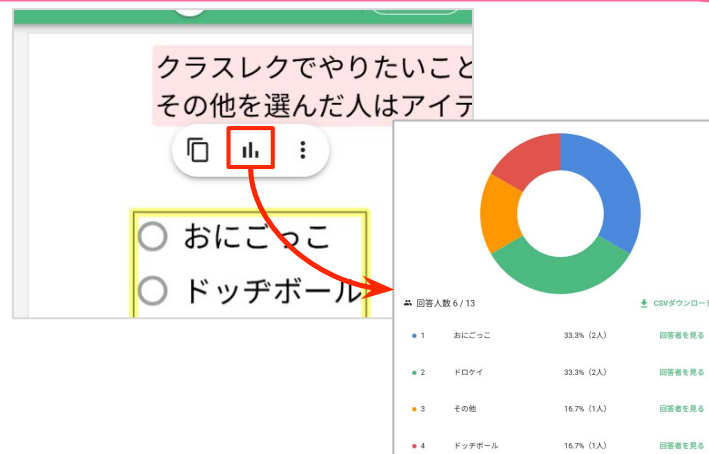 クラスレクでやりたいこと
その他を選んだ人はアイデ
おにごっこ
ドッヂボール
回答人数 6 / 13
CSVダウンロード
1 おにごっこ 33.3% (2人) 回答者を見る
2 ドロケイ 33.3% (2人) 回答者を見る
3 その他 16.7% (1人) 回答者を見る
4 ドッヂボール 16.7% (1人) 回答者を見る